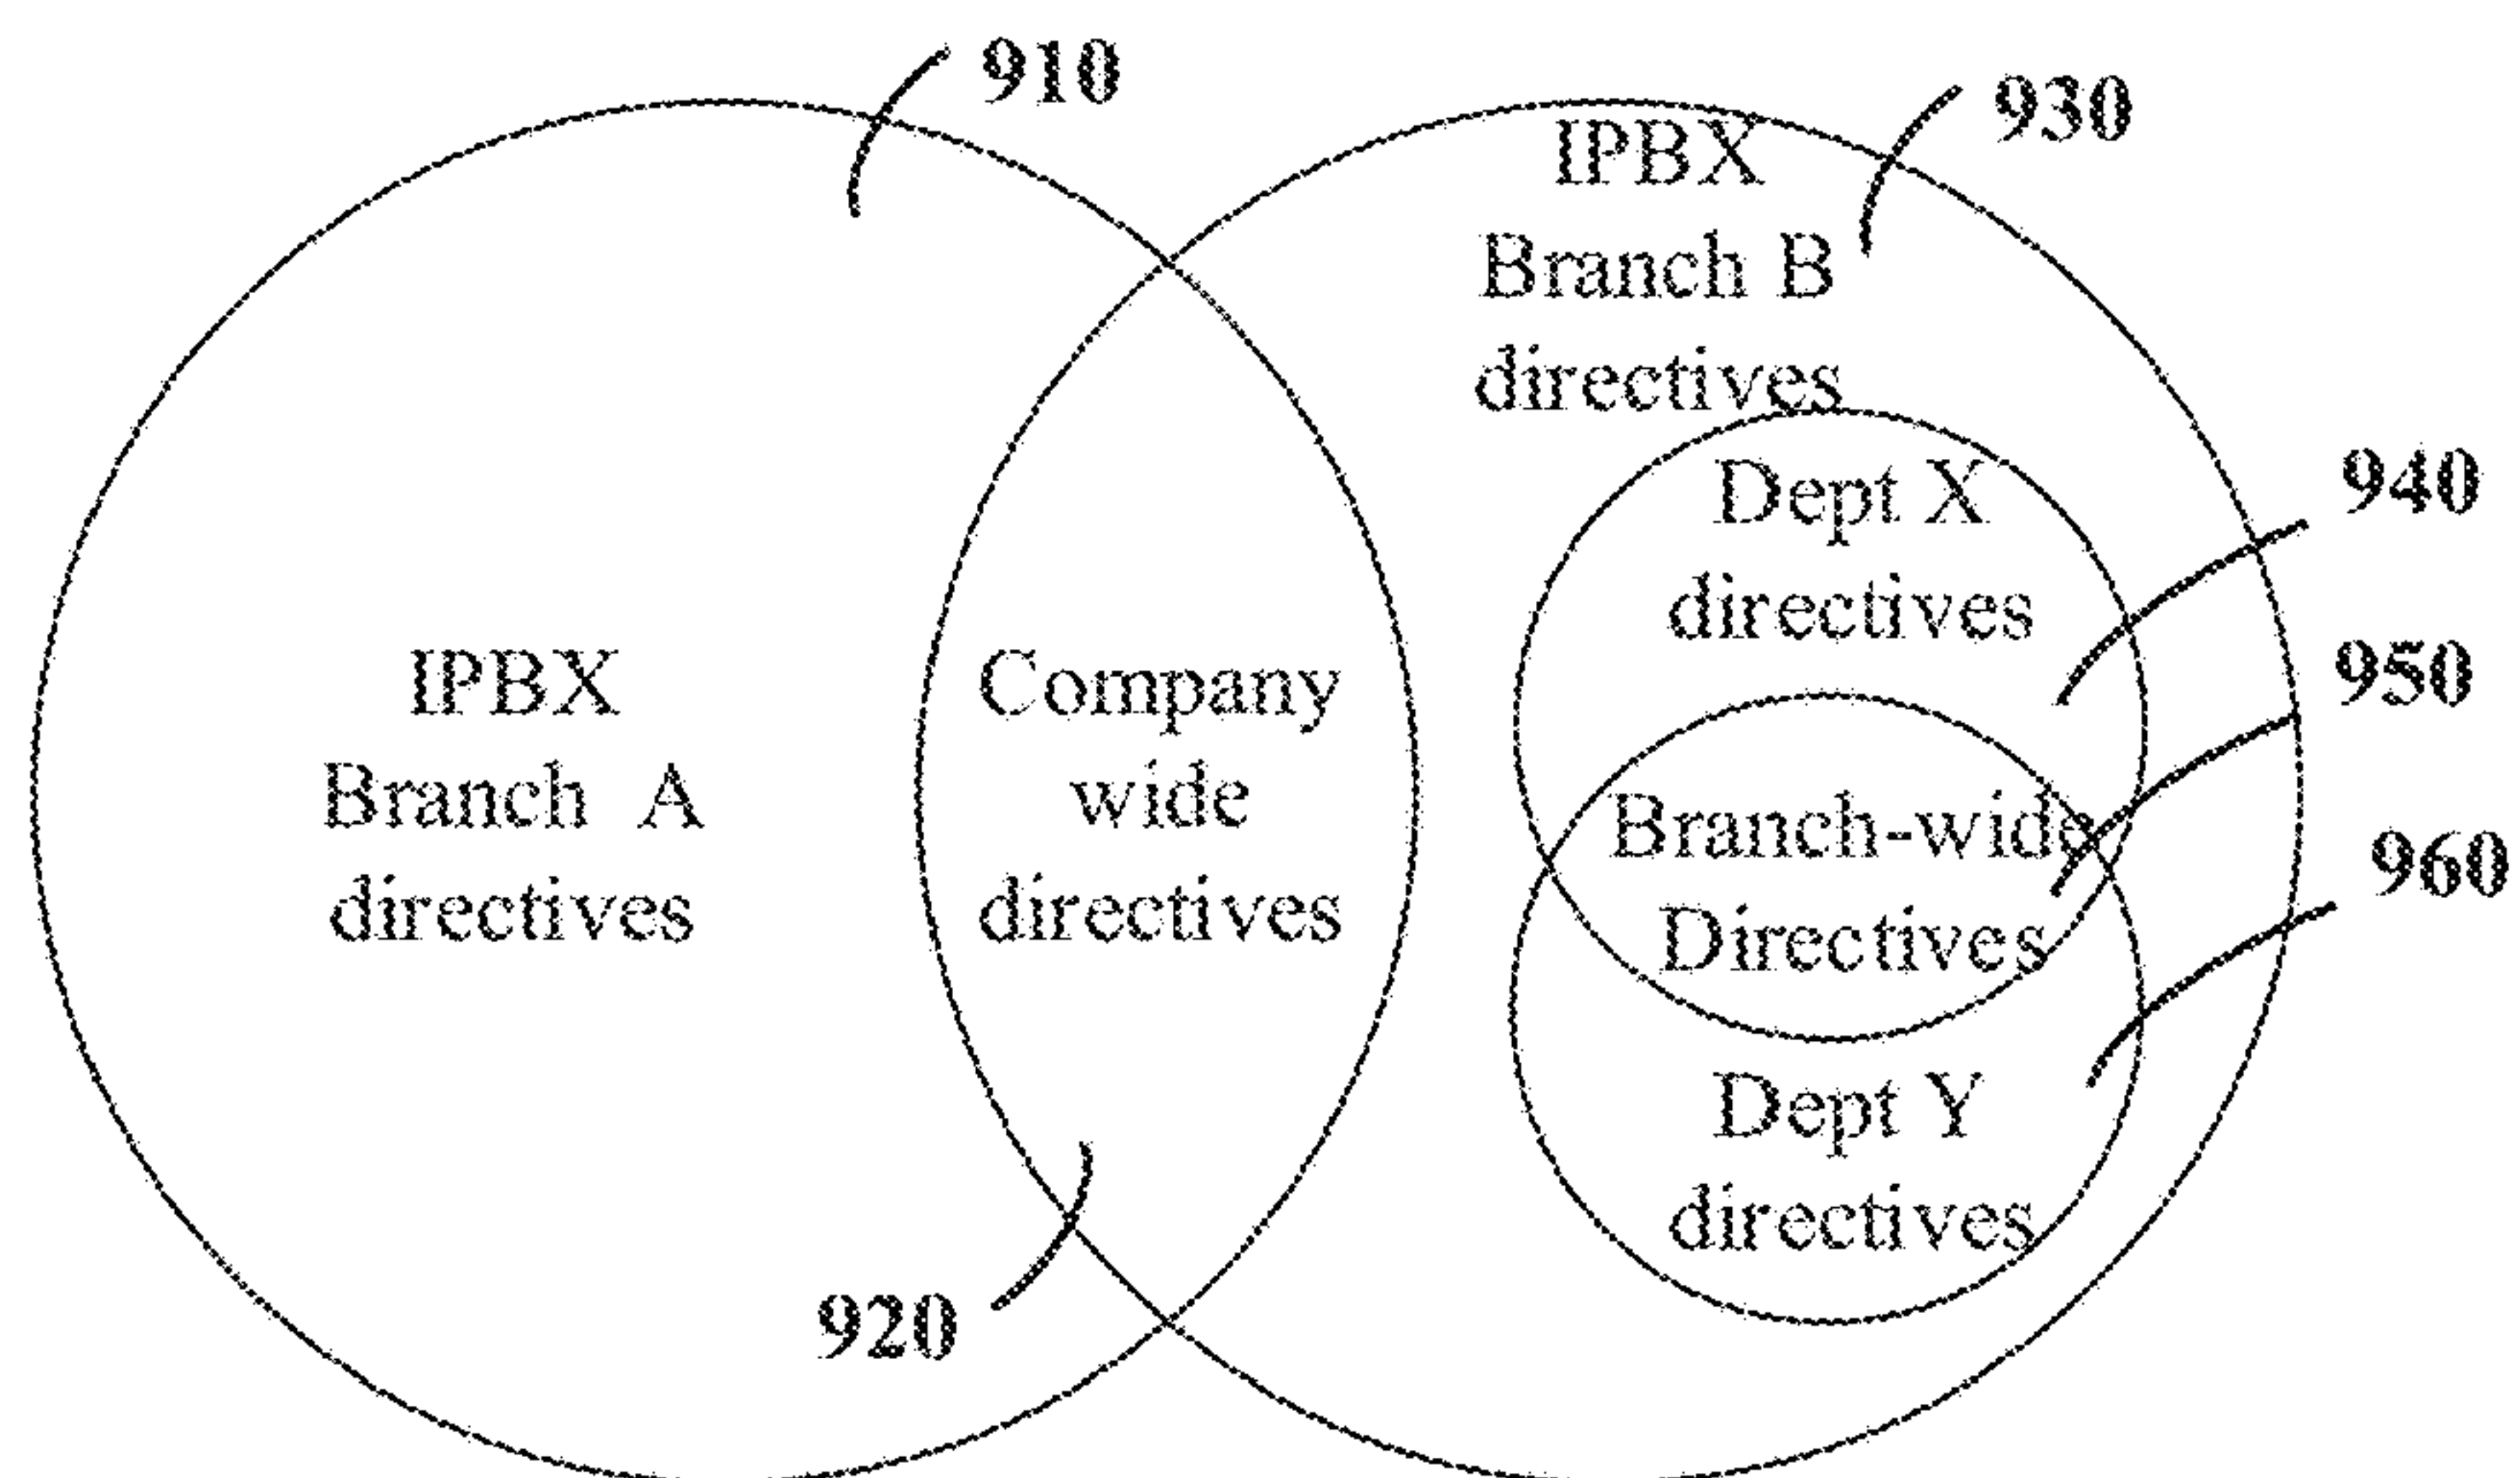 910
930
IPBX
Branch B
directives
940
Dept X
directives
950
IPBX
Branch A
directives
Company
wide
directives
Branch-wide
Directives
960
Dept Y
directives
920